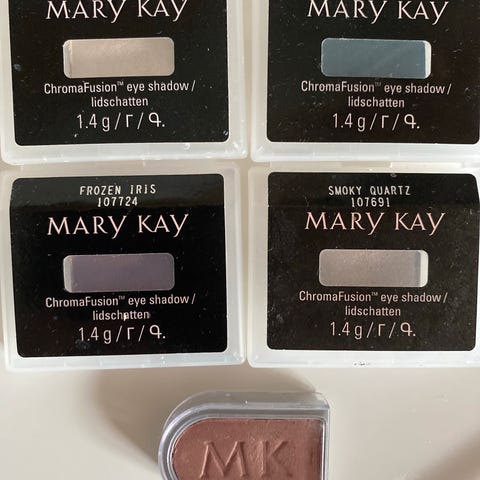 MARY KAY
ChromaFusion™ eye shadow /
lidschatten
1.4 g / Г / գ.
MARY KAY
ChromaFusion™ eye shadow /
lidschatten
1.4 g / Г / գ.
FROZEN IRIS
107724
MARY KAY
ChromaFusion™ eye shadow /
lidschatten
1.4 g / Г / գ.
SMOKY QUARTZ
107691
MARY KAY
ChromaFusion™ eye shadow /
lidschatten
1.4 g / Г / գ.
MK